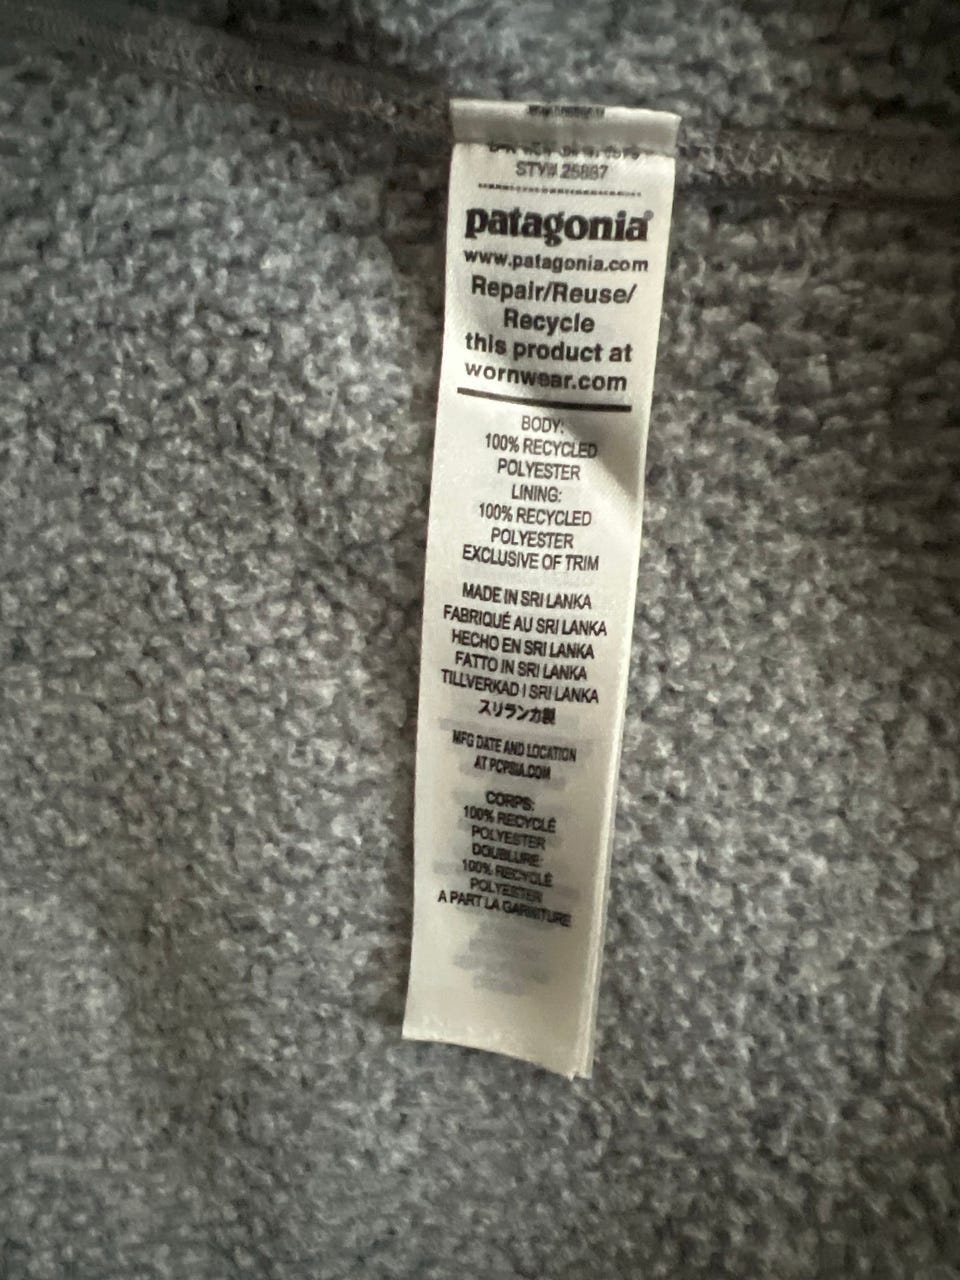 STY# 25887
patagonia®
www.patagonia.com
Repair/Reuse/
Recycle
this product at
wornwear.com
BODY:
100% RECYCLED
POLYESTER
LINING:
100% RECYCLED
POLYESTER
EXCLUSIVE OF TRIM
MADE IN SRI LANKA
FABRIQUÉ AU SRI LANKA
HECHO EN SRI LANKA
FATTO IN SRI LANKA
TILLVERKAD I SRI LANKA
スリランカ製
MFG DATE AND LOCATION
AT PCPSIA.COM
CORPS:
100% RECYCLÉ
POLYESTER
DOUBLURE:
100% RECYCLÉ
POLYESTER
A PART LA GARNITURE